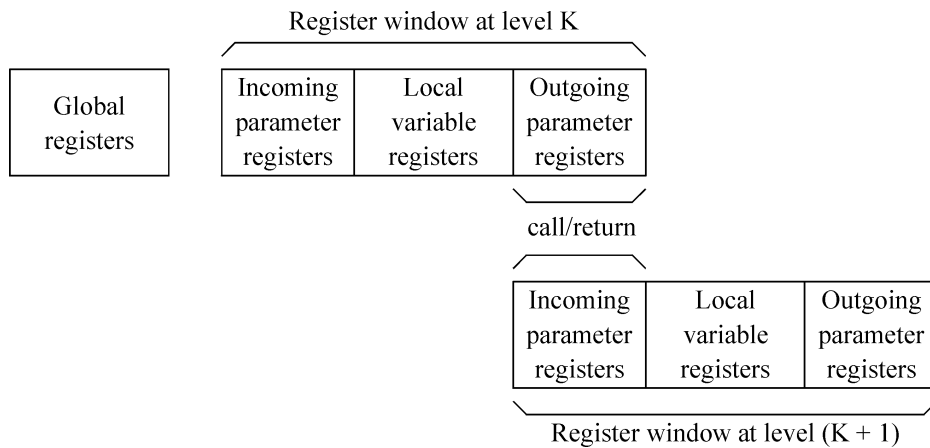 Register window at level K
Global
registers
Incoming
parameter
registers
Local
variable
registers
Outgoing
parameter
registers
call/return
Incoming
parameter
registers
Local
variable
registers
Outgoing
parameter
registers
Register window at level (K + 1)